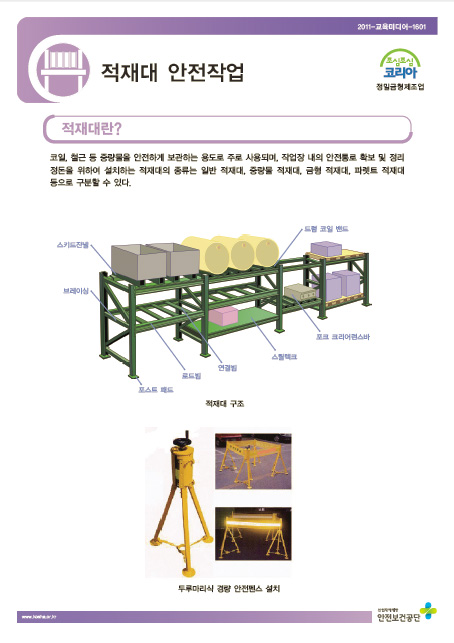 2011-교육미디어-1601
적재대 안전작업
조심조심
코리아
정밀금형제조업
적재대란?
코일, 철근 등 중량물을 안전하게 보관하는 용도로 주로 사용되며, 작업장 내의 안전통로 확보 및 정리
정돈을 위하여 설치하는 적재대의 종류는 일반 적재대, 중량물 적재대, 금형 적재대, 파렛트 적재대
등으로 구분할 수 있다.
드럼 코일 밴드
스키드찬넬
브레이싱
포크 크리어런스바
스틸텍크
연결빔
로드빔
포스트 패드
적재대 구조
두루마리식 경량 안전펜스 설치
www.kosha.or.kr
안전보건공단